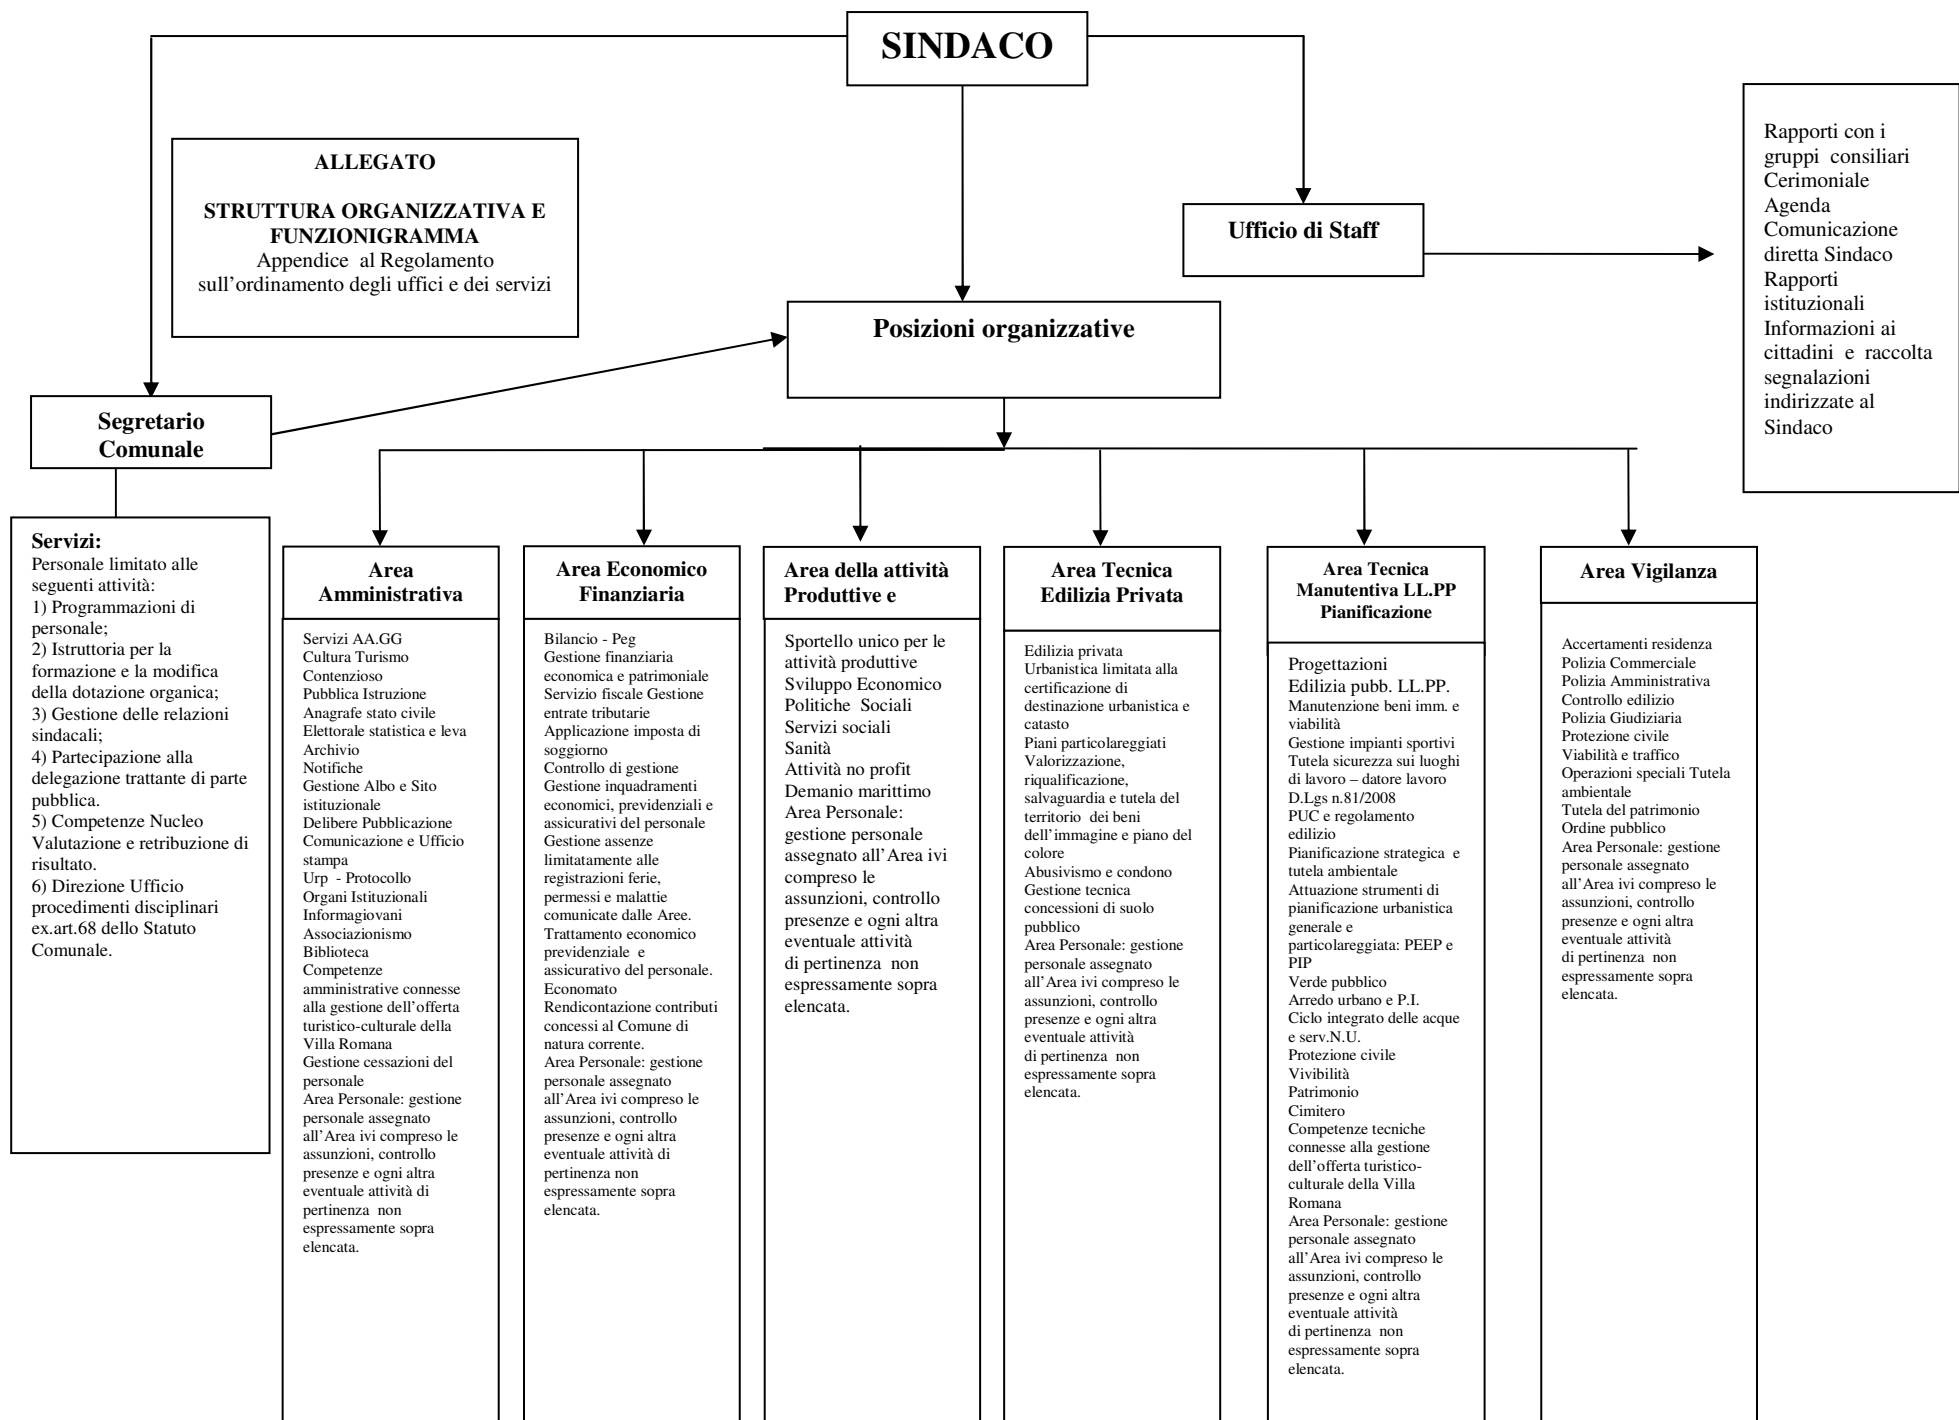 SINDACO
ALLEGATO
STRUTTURA ORGANIZZATIVA E
FUNZIONIGRAMMA
Appendice al Regolamento
sull'ordinamento degli uffici e dei servizi
Ufficio di Staff
Rapporti con i
gruppi consiliari
Cerimoniale
Agenda
Comunicazione
diretta Sindaco
Rapporti
istituzionali
Informazioni ai
cittadini e raccolta
segnalazioni
indirizzate al
Sindaco
Posizioni organizzative
Segretario
Comunale
Servizi:
Personale limitato alle
seguenti attività:
1) Programmazioni di
personale;
2) Istruttoria per la
formazione e la modifica
della dotazione organica;
3) Gestione delle relazioni
sindacali;
4) Partecipazione alla
delegazione trattante di parte
pubblica.
5) Competenze Nucleo
Valutazione e retribuzione di
risultato.
6) Direzione Ufficio
procedimenti disciplinari
ex.art.68 dello Statuto
Comunale.
Area
Amministrativa
Servizi AA.GG
Cultura Turismo
Contenzioso
Pubblica Istruzione
Anagrafe stato civile
Elettorale statistica e leva
Archivio
Notifiche
Gestione Albo e Sito
istituzionale
Delibere Pubblicazione
Comunicazione e Ufficio
stampa
Urp - Protocollo
Organi Istituzionali
Informagiovani
Associazionismo
Biblioteca
Competenze
amministrative connesse
alla gestione dell'offerta
turistico-culturale della
Villa Romana
Gestione cessazioni del
personale
Area Personale: gestione
personale assegnato
all'Area ivi compreso le
assunzioni, controllo
presenze e ogni altra
eventuale attività di
pertinenza non
espressamente sopra
elencata.
Area Economico
Finanziaria
Bilancio - Peg
Gestione finanziaria
economica e patrimoniale
Servizio fiscale Gestione
entrate tributarie
Applicazione imposta di
soggiorno
Controllo di gestione
Gestione inquadramenti
economici, previdenziali e
assicurativi del personale
Gestione assenze
limitatamente alle
registrazioni ferie,
permessi e malattie
comunicate dalle Aree.
Trattamento economico
previdenziale e
assicurativo del personale.
Economato
Rendicontazione contributi
concessi al Comune di
natura corrente.
Area Personale: gestione
personale assegnato
all'Area ivi compreso le
assunzioni, controllo
presenze e ogni altra
eventuale attività di
pertinenza non
espressamente sopra
elencata.
Area della attività
Produttive e
Sportello unico per le
attività produttive
Sviluppo Economico
Politiche Sociali
Servizi sociali
Sanità
Attività no profit
Demanio marittimo
Area Personale:
gestione personale
assegnato all'Area ivi
compreso le
assunzioni, controllo
presenze e ogni altra
eventuale attività
di pertinenza non
espressamente sopra
elencata.
Area Tecnica
Edilizia Privata
Edilizia privata
Urbanistica limitata alla
certificazione di
destinazione urbanistica e
catasto
Piani particolareggiati
Valorizzazione,
riqualificazione,
salvaguardia e tutela del
territorio dei beni
dell'immagine e piano del
colore
Abusivismo e condono
Gestione tecnica
concessioni di suolo
pubblico
Area Personale: gestione
personale assegnato
all'Area ivi compreso le
assunzioni, controllo
presenze e ogni altra
eventuale attività
di pertinenza non
espressamente sopra
elencata.
Area Tecnica
Manutentiva LL.PP
Pianificazione
Progettazioni
Edilizia pubb. LL.PP.
Manutenzione beni imm. e
viabilità
Gestione impianti sportivi
Tutela sicurezza sui luoghi
di lavoro – datore lavoro
D.Lgs n.81/2008
PUC e regolamento
edilizio
Pianificazione strategica e
tutela ambientale
Attuazione strumenti di
pianificazione urbanistica
generale e
particolareggiata: PEEP e
PIP
Verde pubblico
Arredo urbano e P.I.
Ciclo integrato delle acque
e serv.N.U.
Protezione civile
Vivibilità
Patrimonio
Cimitero
Competenze tecniche
connesse alla gestione
dell'offerta turistico-
culturale della Villa
Romana
Area Personale: gestione
personale assegnato
all'Area ivi compreso le
assunzioni, controllo
presenze e ogni altra
eventuale attività
di pertinenza non
espressamente sopra
elencata.
Area Vigilanza
Accertamenti residenza
Polizia Commerciale
Polizia Amministrativa
Controllo edilizio
Polizia Giudiziaria
Protezione civile
Viabilità e traffico
Operazioni speciali Tutela
ambientale
Tutela del patrimonio
Ordine pubblico
Area Personale: gestione
personale assegnato
all'Area ivi compreso le
assunzioni, controllo
presenze e ogni altra
eventuale attività
di pertinenza non
espressamente sopra
elencata.